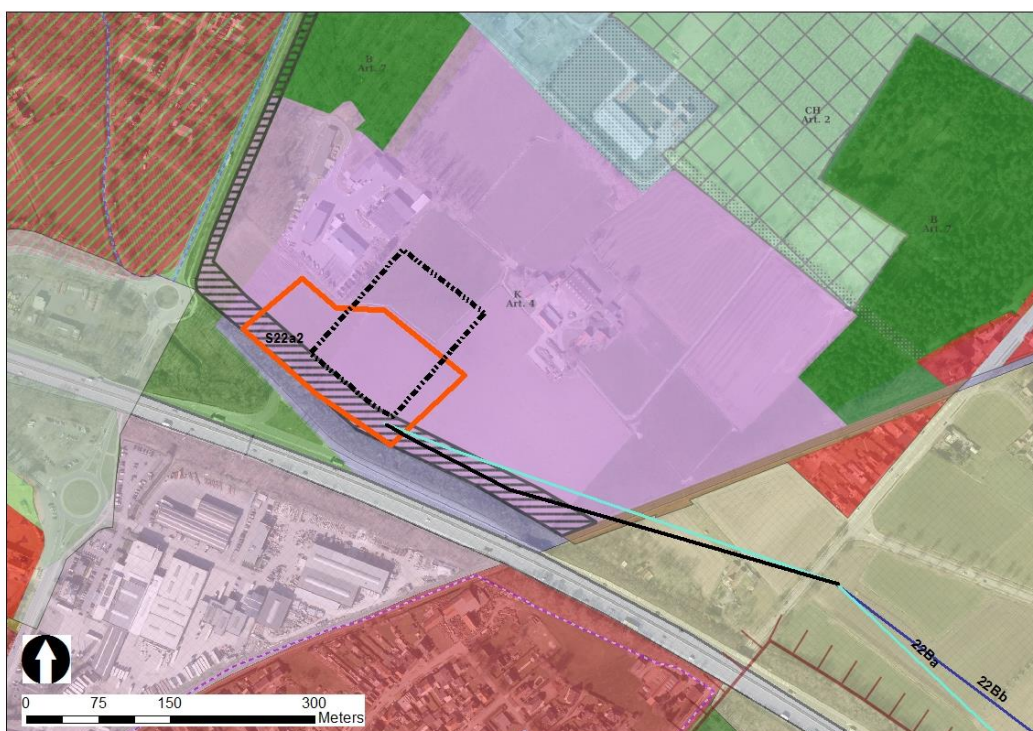 B
Art. 7
CH
Art. 2
B
Art. 7
K
Art. 4
S22a2
22Ba
22Bb
0 75 150 300
Meters